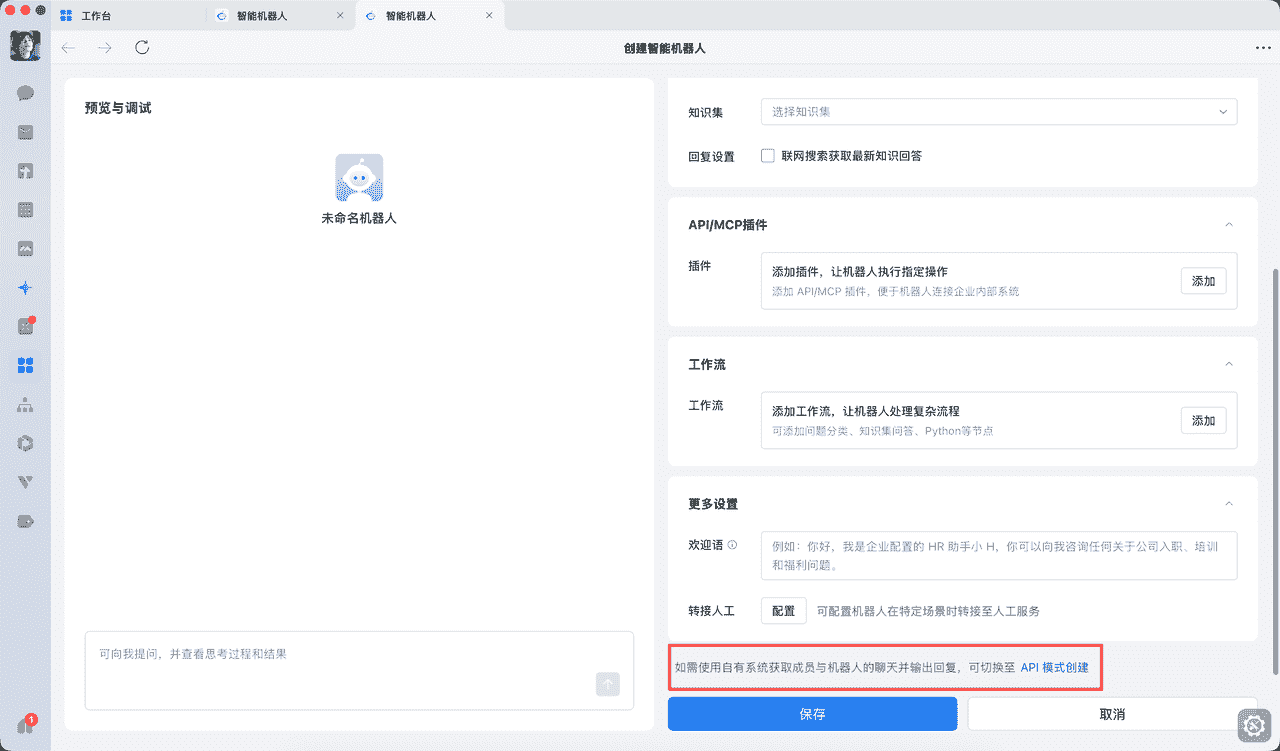 工作台
智能机器人
智能机器人
创建智能机器人
预览与调试
未命名机器人
可向我提问，并查看思考过程和结果
知识集
选择知识集
回复设置
联网搜索获取最新知识回答
API/MCP插件
插件
添加插件，让机器人执行指定操作
添加 API/MCP 插件，便于机器人连接企业内部系统
添加
工作流
工作流
添加工作流，让机器人处理复杂流程
可添加问题分类、知识集问答、Python等节点
添加
更多设置
欢迎语
例如：你好，我是企业配置的 HR 助手小 H，你可以向我咨询任何关于公司入职、培训
和福利问题。
转接人工
配置
可配置机器人在特定场景时转接至人工服务
如需使用自有系统获取成员与机器人的聊天并输出回复，可切换至 API 模式创建
保存
取消
1